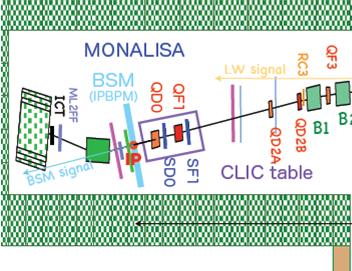 MONALISA
BSM
(IPBPM)
LW signal
RC3
QF3
ICT
ML2FF
QD0
QF1
B1
B2
BSM signal
IP
SD0
SF1
QD2A
QD2B
CLIC table